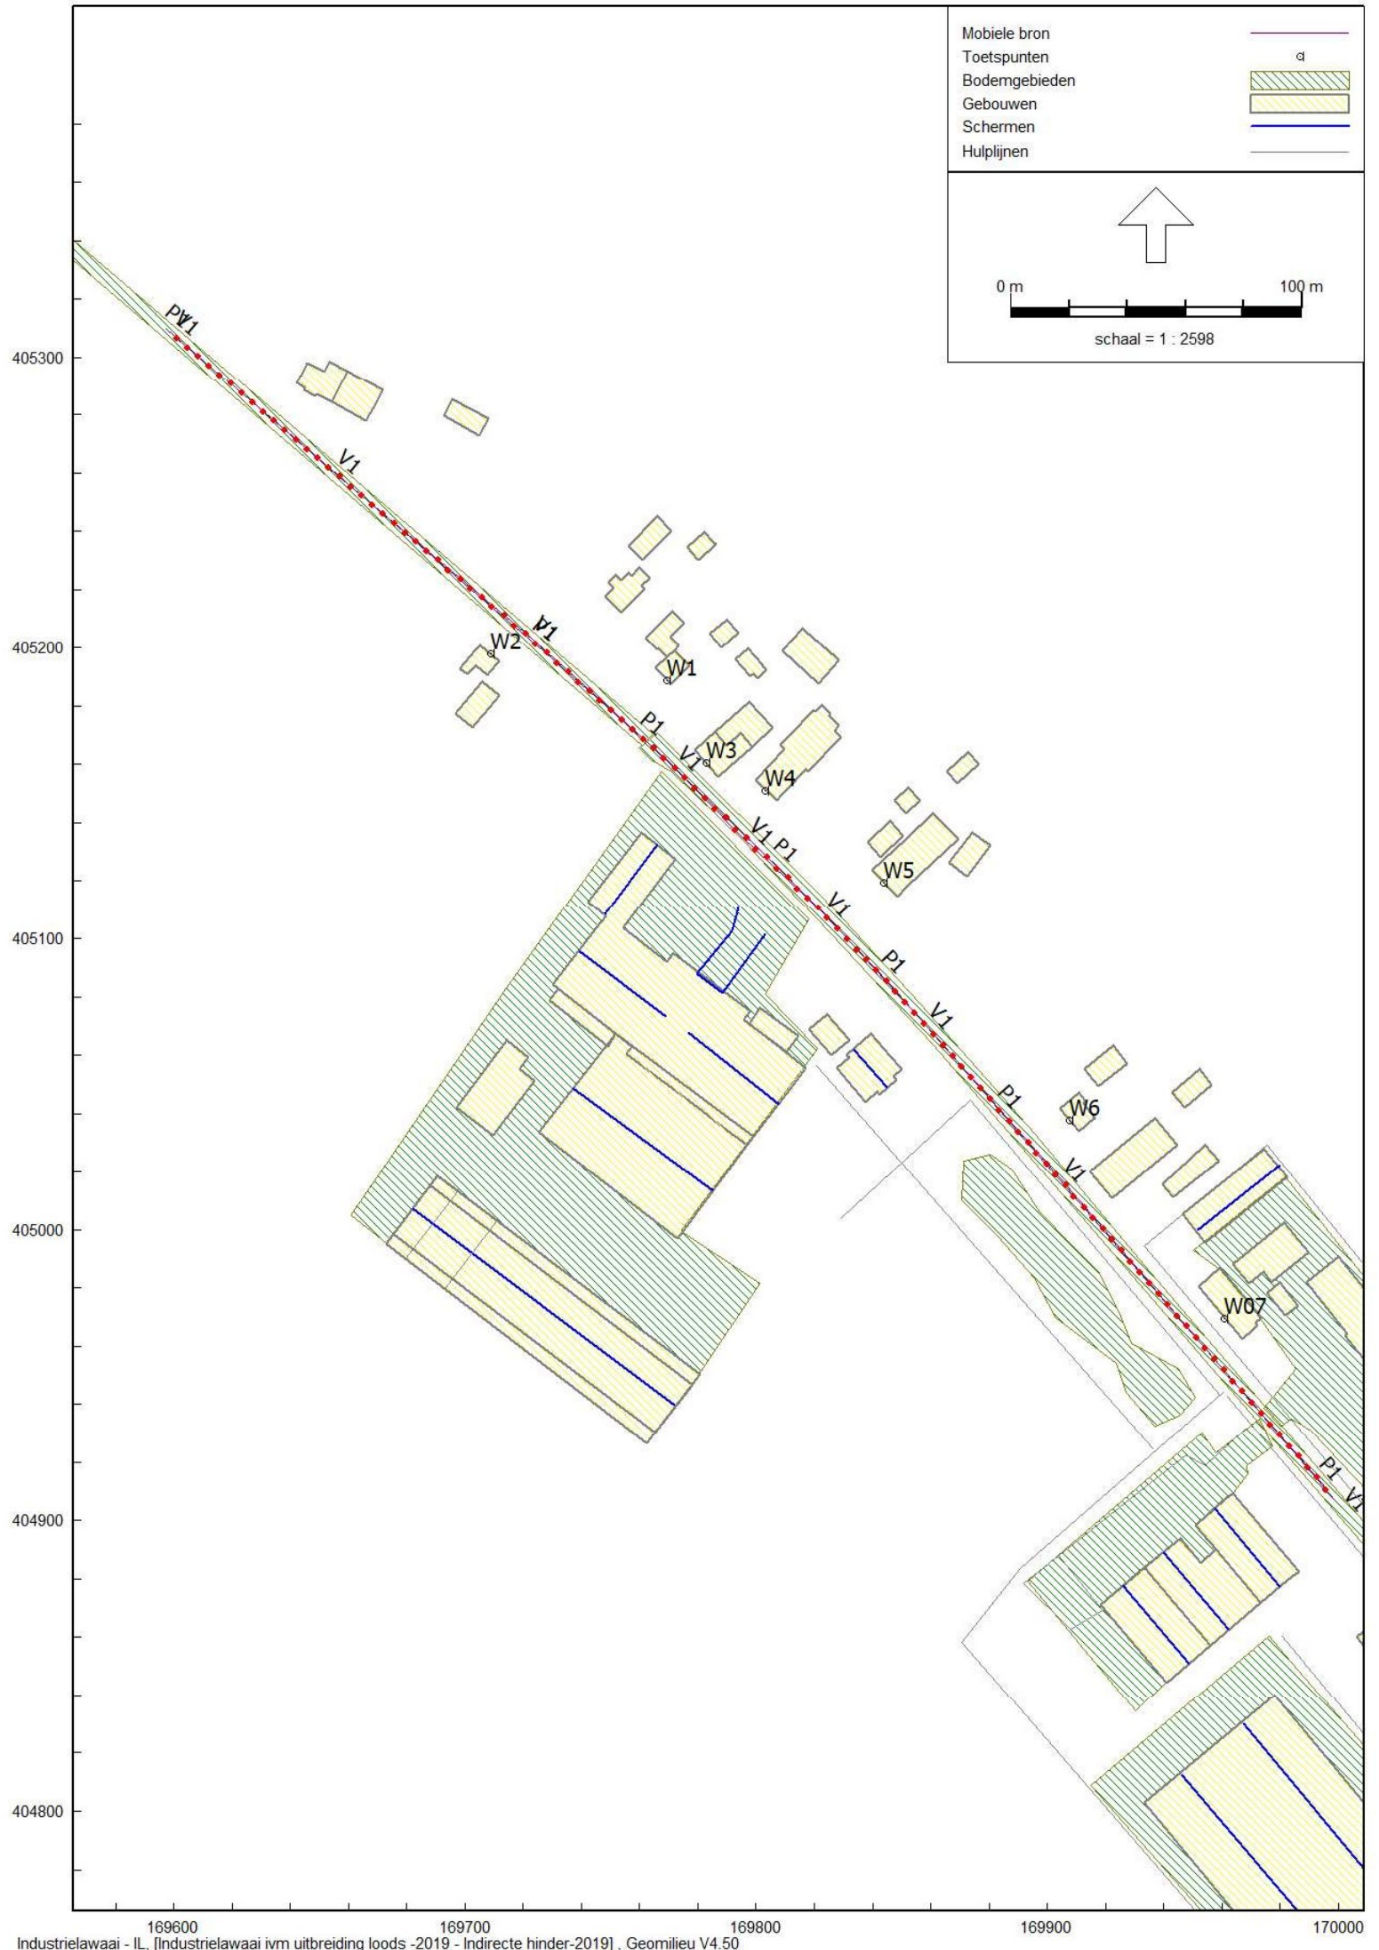 Mobiele bron
Toetspunten
Bodemgebieden
Gebouwen
Schermen
Hulplijnen
0 m 100 m
schaal = 1 : 2598
405300
V1
W2
W1
405200
P1
V1
W3
W4
V1 P1
W5
V1
405100
P1
V1
P1
W6
V1
405000
W07
P1
V1
404900
404800
169600 169700 169800 169900 170000
Industrielawaai - IL, [Industrielawaai ivm uitbreiding loods -2019 - Indirecte hinder-2019] , Geomilieu V4.50